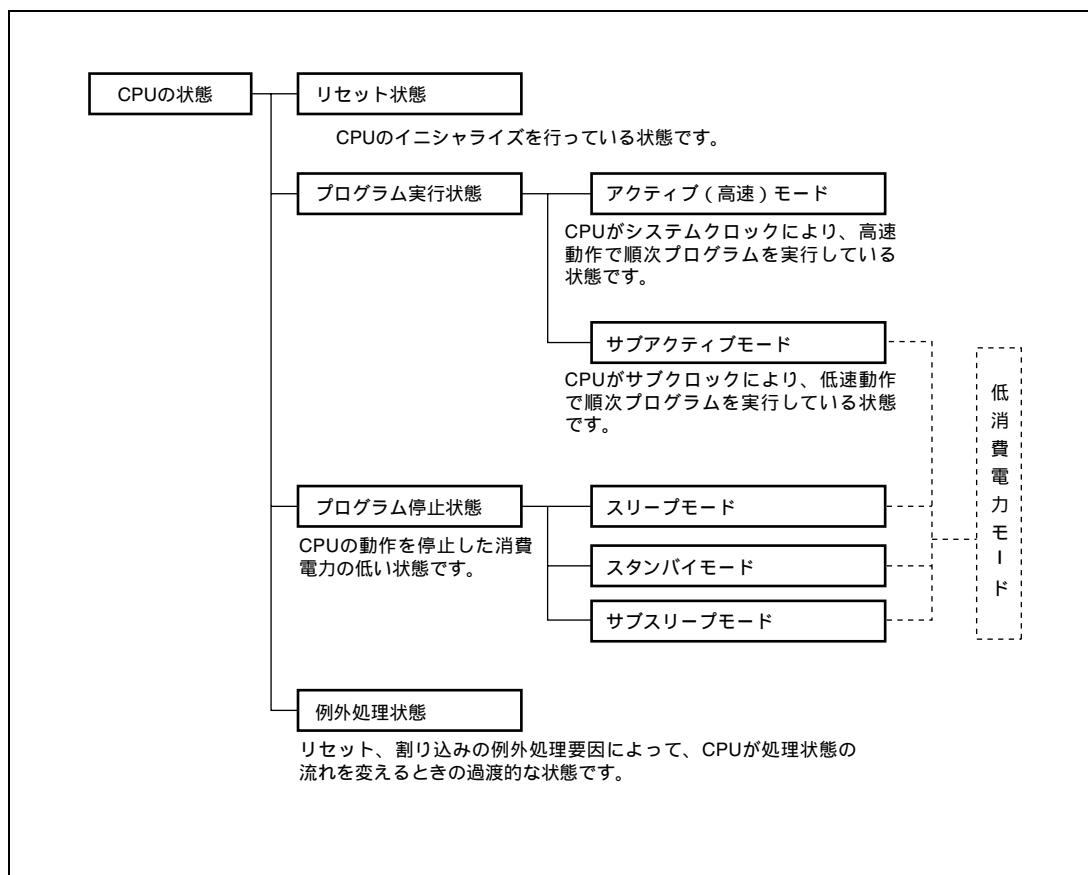 CPUの状態
リセット状態
CPUのイニシャライズを行っている状態です。
プログラム実行状態
アクティブ(高速)モード
CPUがシステムクロックにより、高速
動作で順次プログラムを実行している
状態です。
サブアクティブモード
CPUがサブクロックにより、低速動作
で順次プログラムを実行している状態
です。
低消費電力モード
プログラム停止状態
CPUの動作を停止した消費
電力の低い状態です。
スリープモード
スタンバイモード
サブスリープモード
例外処理状態
リセット、割り込みの例外処理要因によって、CPUが処理状態の
流れを変えるときの過渡的な状態です。